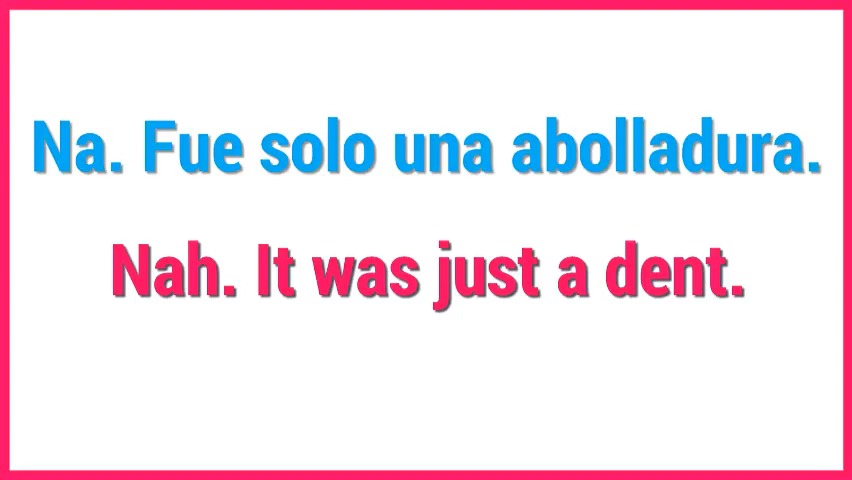 Na. Fue solo una abolladura.
Nah. It was just a dent.